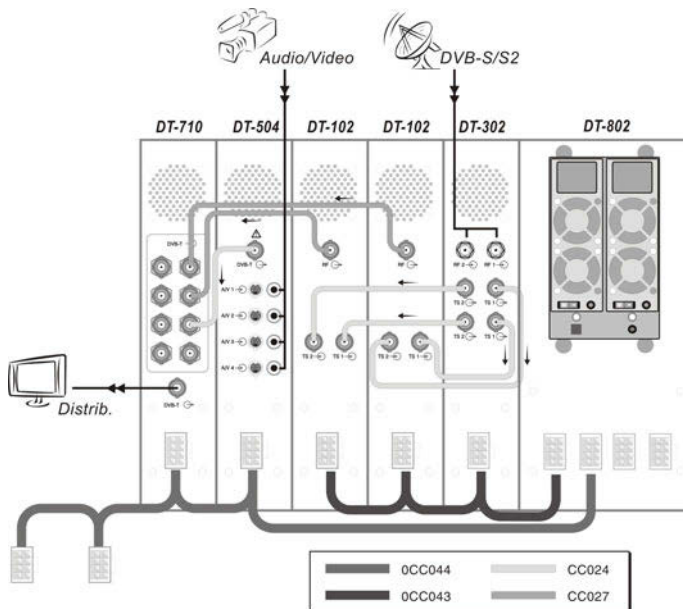 Audio/Video
DVB-S/S2
DT-710
DT-504
DT-102
DT-102
DT-302
DT-802
DVB-T
DVB-T
RF
RF
RF 2
RF 1
A/V 1
A/V 2
A/V 3
A/V 4
TS 2
TS 1
TS 2
TS 1
TS 2
TS 1
TS 2
TS 1
DVB-T
Distrib.
0CC044
CC024
0CC043
CC027